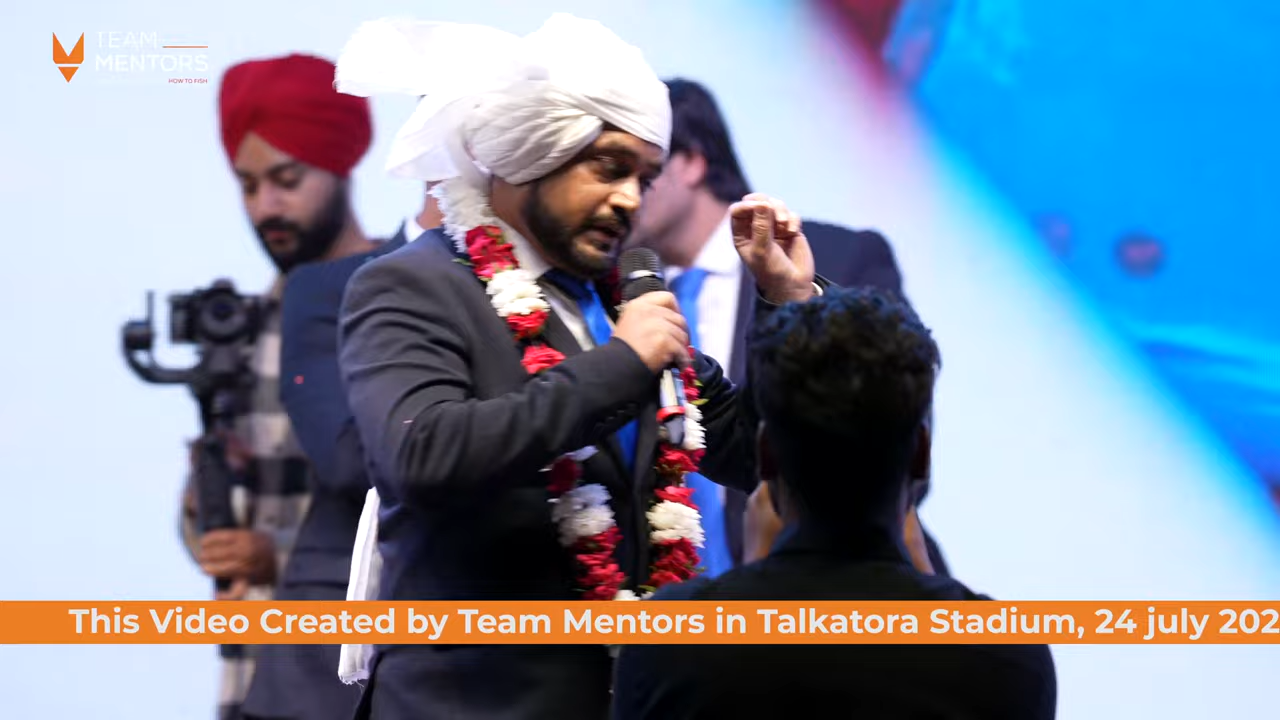 TEAM
MENTORS
HOW TO FISH
This Video Created by Team Mentors in Talkatora Stadium, 24 july 202